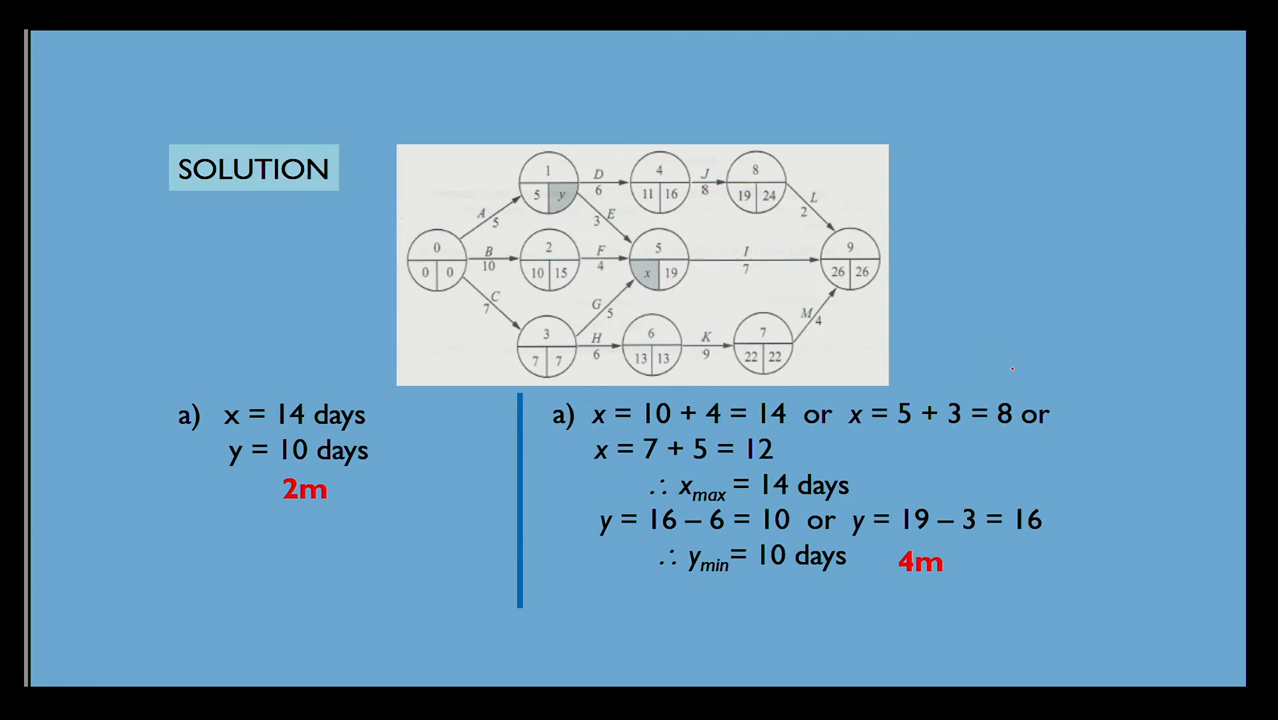 SOLUTION
1
5 y
D
6
4
11 16
J
8
8
19 24
L
2
A
5
E
3
0
0 0
B
10
2
10 15
F
4
5
x 19
I
7
9
26 26
C
7
G
5
3
7 7
H
6
6
13 13
K
9
7
22 22
M
4
a) x = 14 days
y = 10 days
2m
a) x = 10 + 4 = 14 or x = 5 + 3 = 8 or
x = 7 + 5 = 12
∴ xmax = 14 days
y = 16 – 6 = 10 or y = 19 – 3 = 16
∴ ymin= 10 days 4m